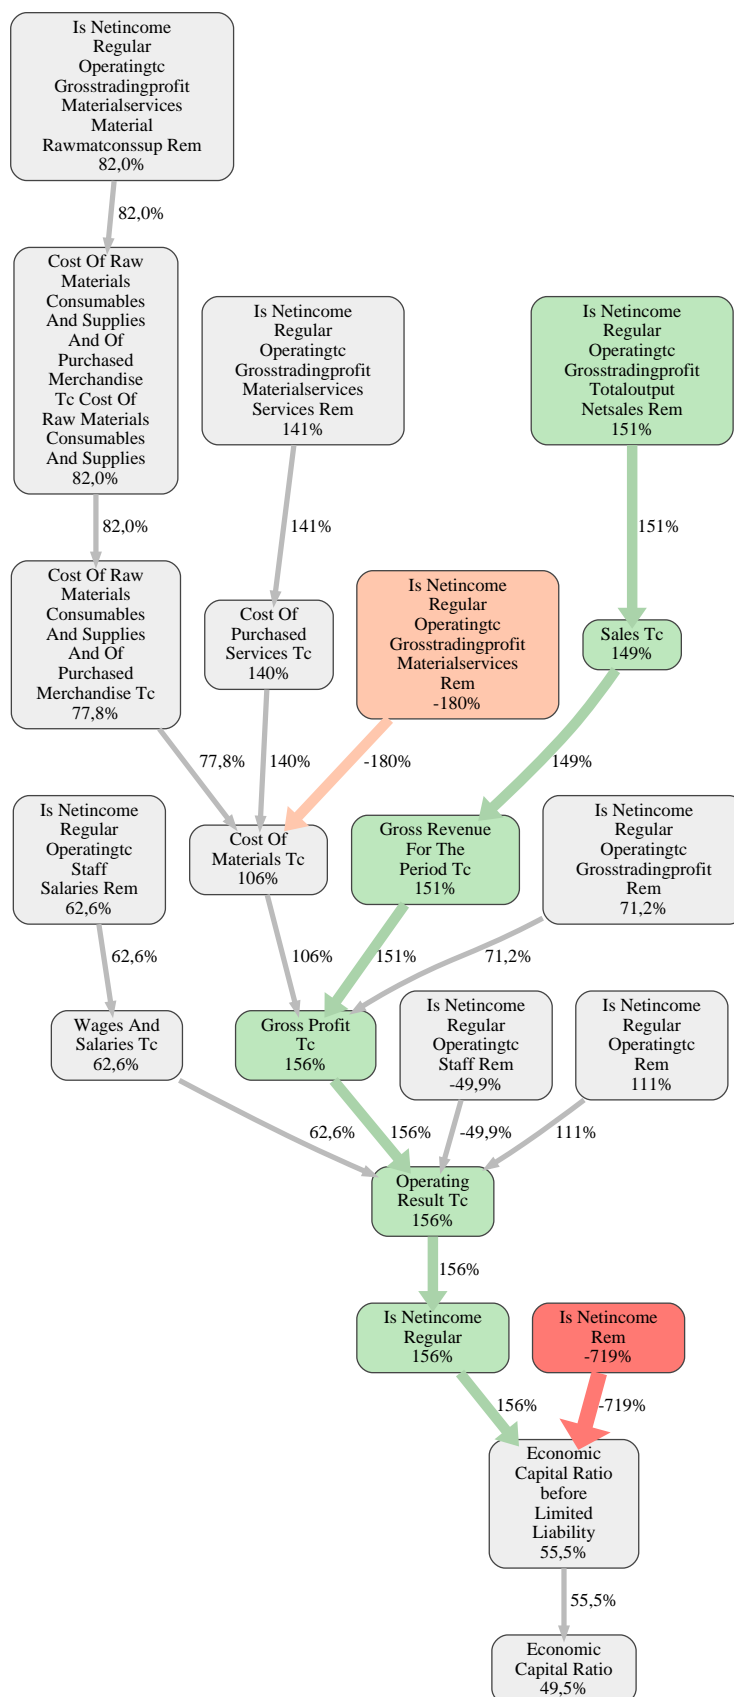 Is Netincome
Regular
Operatingtc
Grosstradingprofit
Materialservices
Material
Rawmatconssup Rem
82,0%
82,0%
Cost Of Raw
Materials
Consumables
And Supplies
And Of
Purchased
Merchandise
Tc Cost Of
Raw Materials
Consumables
And Supplies
82,0%
Is Netincome
Regular
Operatingtc
Grosstradingprofit
Materialservices
Services Rem
141%
Is Netincome
Regular
Operatingtc
Grosstradingprofit
Totaloutput
Netsales Rem
151%
82,0%
141%
151%
Cost Of Raw
Materials
Consumables
And Supplies
And Of
Purchased
Merchandise Tc
77,8%
Cost Of
Purchased
Services Tc
140%
Is Netincome
Regular
Operatingtc
Grosstradingprofit
Materialservices
Rem
-180%
Sales Tc
149%
77,8%
140%
-180%
149%
Is Netincome
Regular
Operatingtc
Staff
Salaries Rem
62,6%
Cost Of
Materials Tc
106%
Gross Revenue
For The
Period Tc
151%
Is Netincome
Regular
Operatingtc
Grosstradingprofit
Rem
71,2%
62,6%
106%
151%
71,2%
Wages And
Salaries Tc
62,6%
Gross Profit
Tc
156%
Is Netincome
Regular
Operatingtc
Staff Rem
-49,9%
Is Netincome
Regular
Operatingtc
Rem
111%
62,6%
156%
-49,9%
111%
Operating
Result Tc
156%
156%
Is Netincome
Regular
156%
Is Netincome
Rem
-719%
156%
-719%
Economic
Capital Ratio
before
Limited
Liability
55,5%
55,5%
Economic
Capital Ratio
49,5%